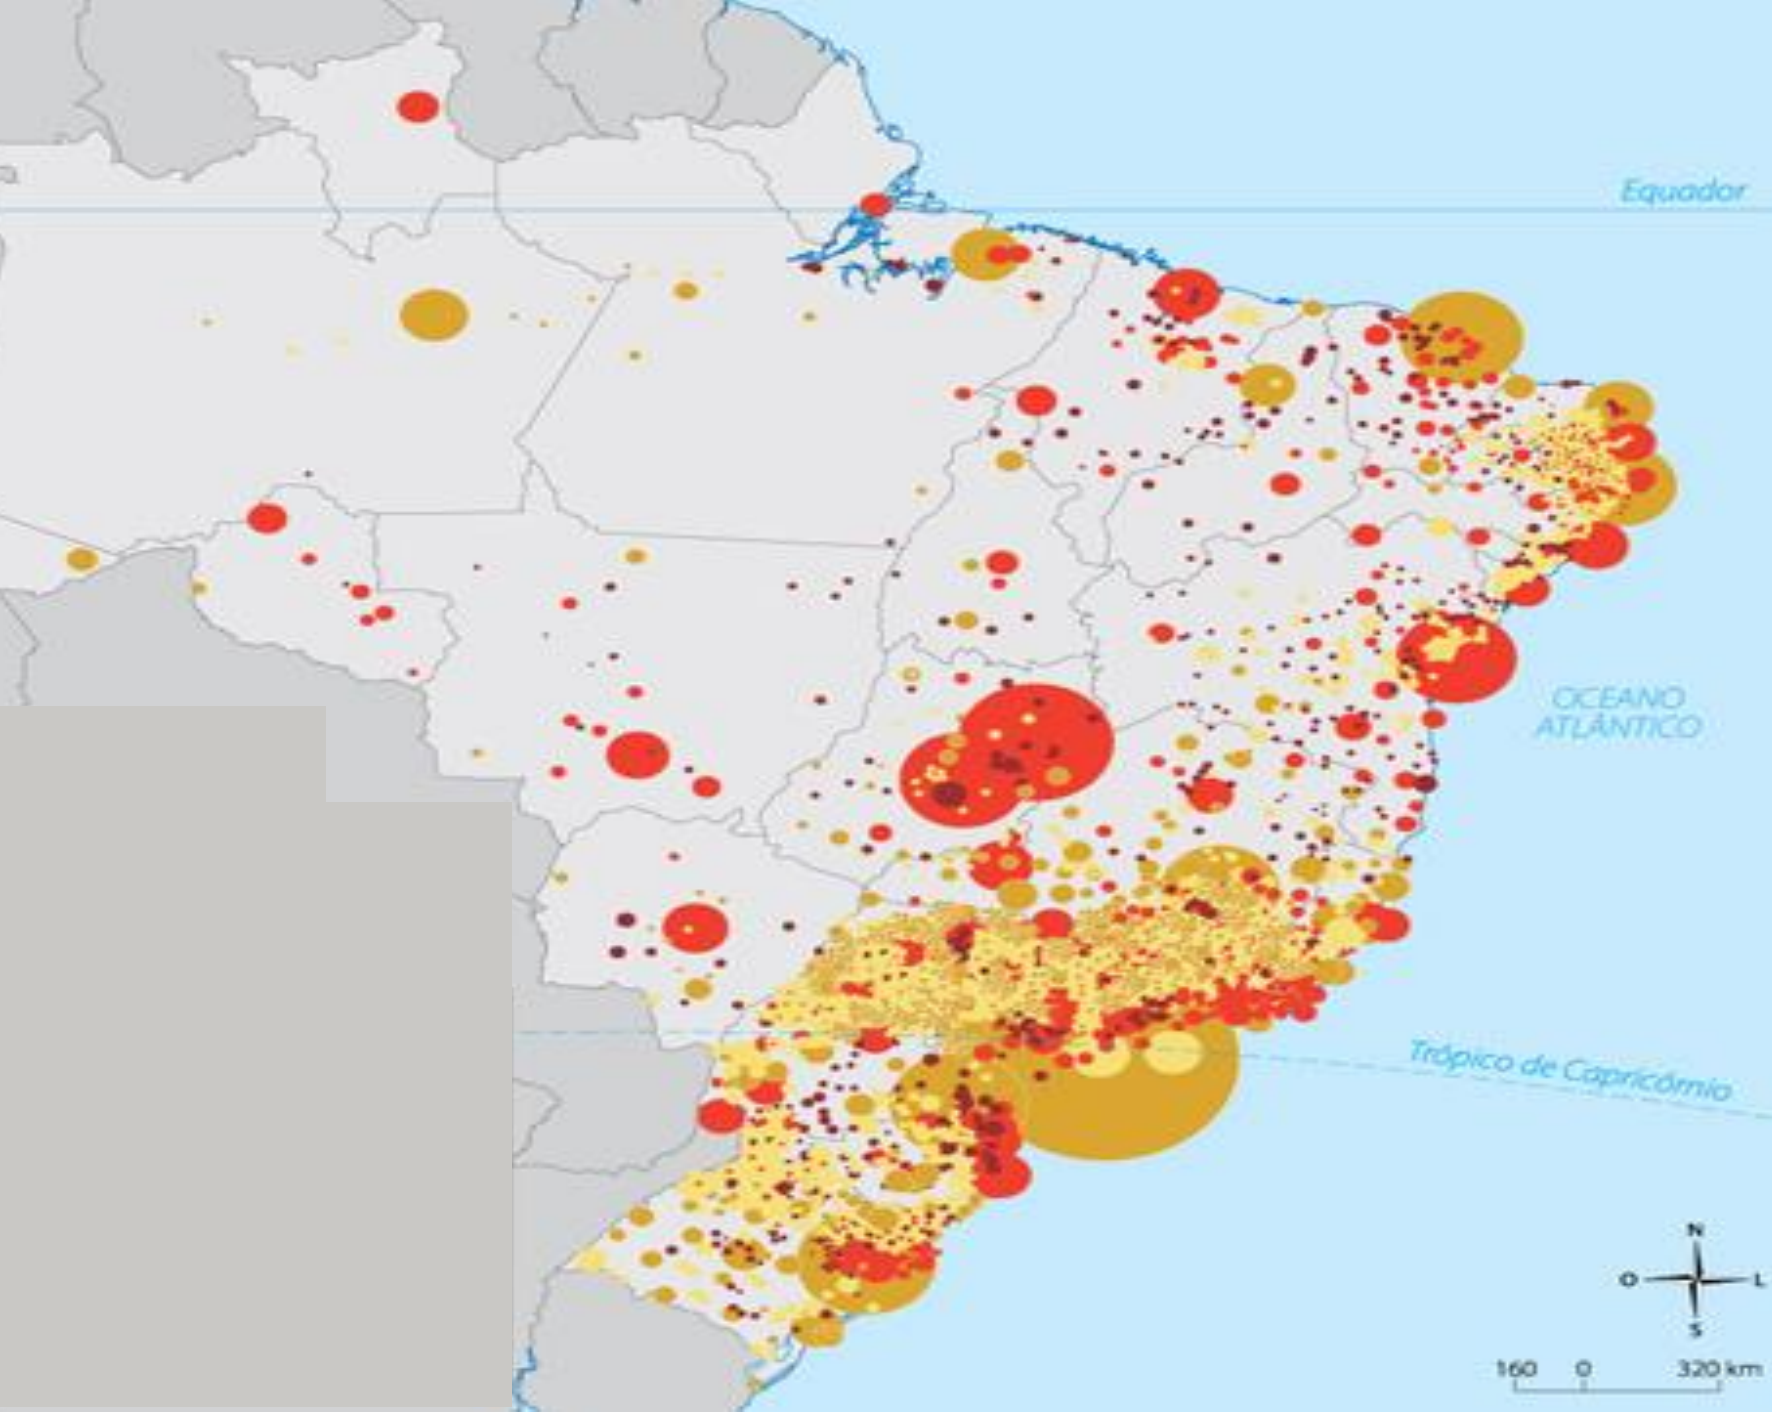 Equador
OCEANO
ATLÂNTICO
Trópico de Capricórnio
N
O
L
S
160 0 320 km